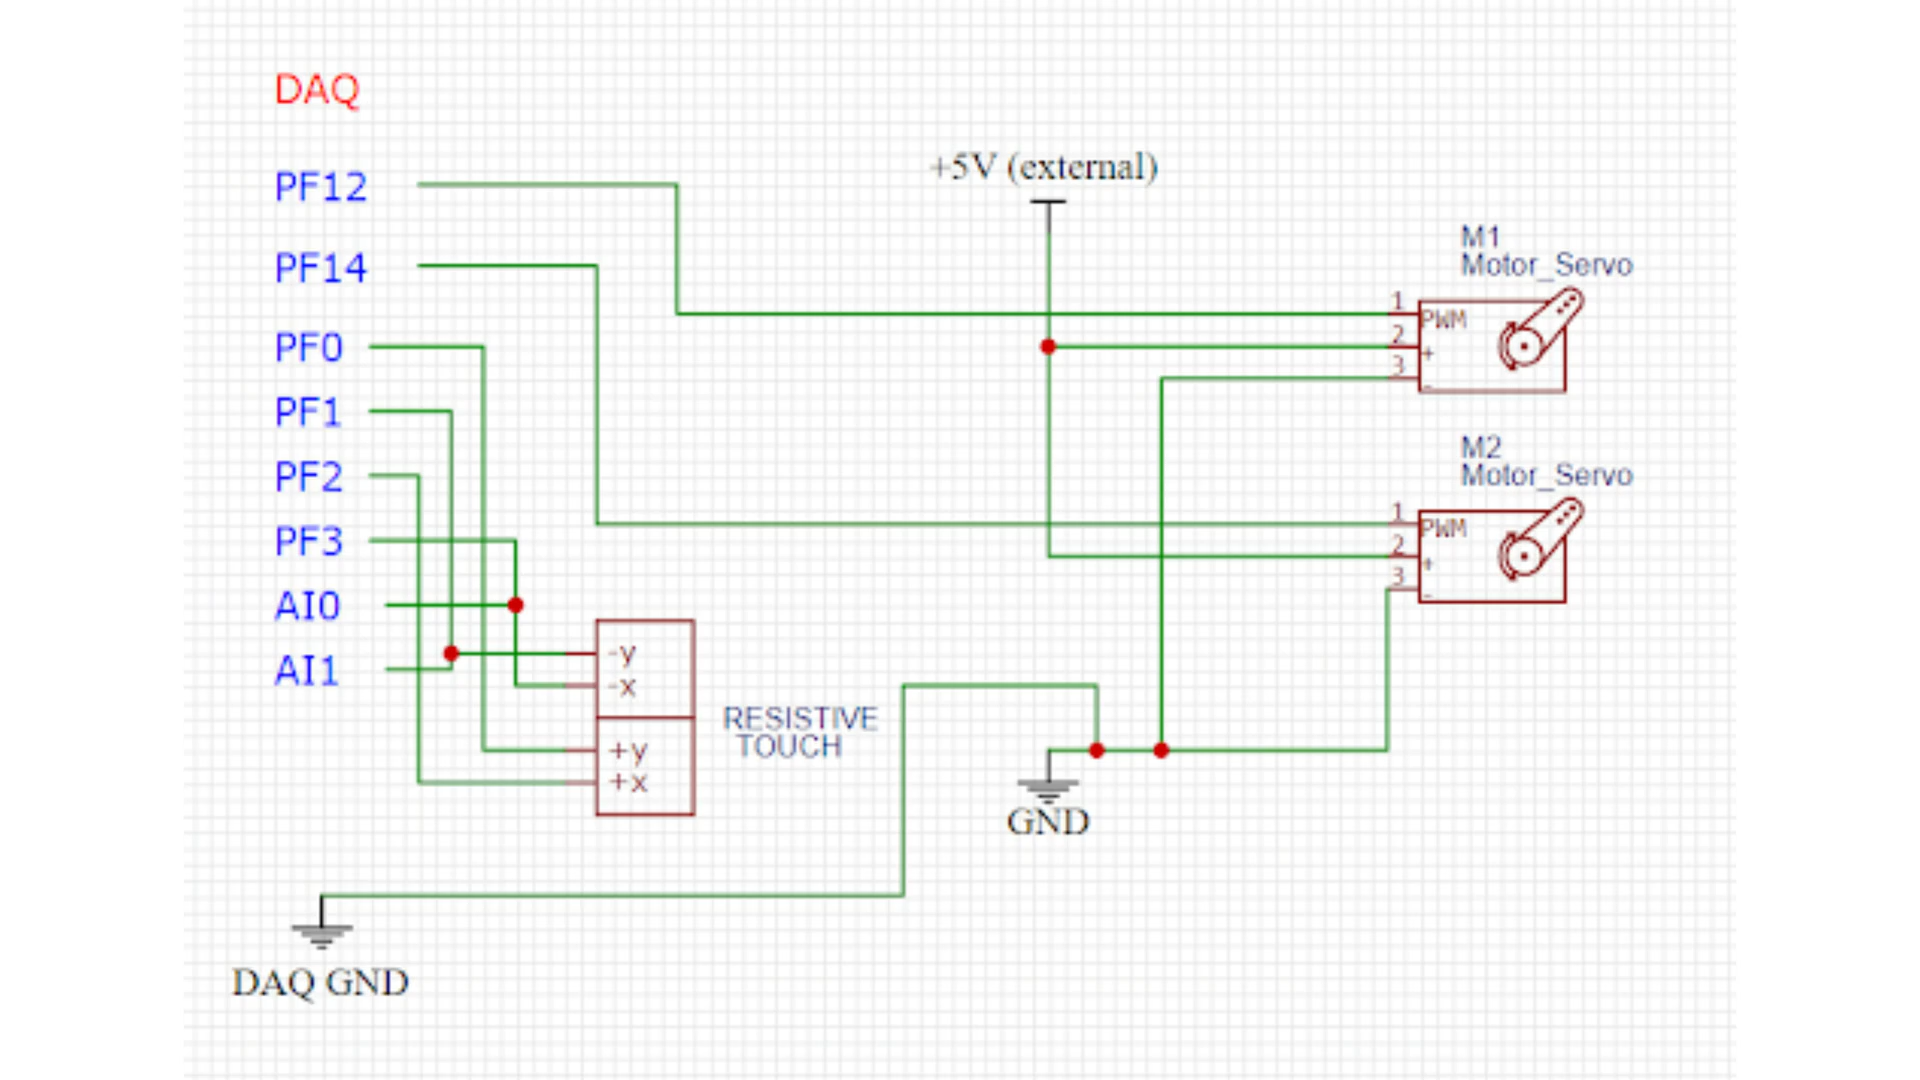 DAQ
PF12
PF14
PF0
PF1
PF2
PF3
AI0
AI1
+5V (external)
M1
Motor_Servo
1
PWM
2
+
3
-
M2
Motor_Servo
1
PWM
2
+
3
-
-y
-x
+y
+x
RESISTIVE
TOUCH
GND
DAQ GND